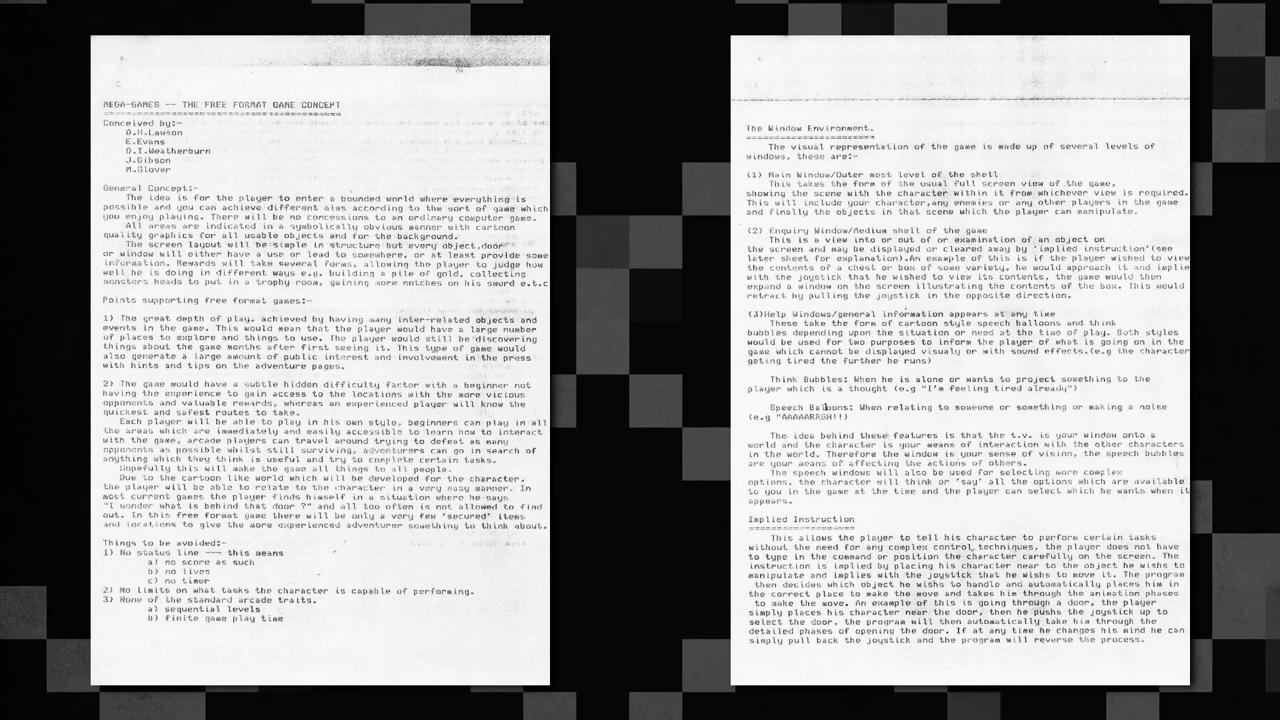 MEGA-GAMES -- THE FREE FORMAT GAME CONCEPT
==========================================
Conceived by:-
D.H.Lawson
E.Evans
D.I.Weatherburn
J.Gibson
M.Glover
General Concept:-
The idea is for the player to enter a bounded world where everything is
possible and you can achieve different aims according to the sort of game which
you enjoy playing. There will be no concessions to an ordinary computer game.
All areas are indicated in a symbolically obvious manner with cartoon
quality graphics for all usable objects and for the background.
The screen layout will be simple in structure but every object,door
or window will either have a use or lead to somewhere, or at least provide some
information. Rewards will take several forms, allowing the player to judge how
well he is doing in different ways e.g. building a pile of gold, collecting
monsters heads to put in a trophy room, gaining more notches on his sword e.t.c
Points supporting free format games:-
1) The great depth of play, achieved by having many inter-related objects and
events in the game. This would mean that the player would have a large number
of places to explore and things to use. The player would still be discovering
things about the game months after first seeing it. This type of game would
also generate a large amount of public interest and involvement in the press
with hints and tips on the adventure pages.
2) The game would have a subtle hidden difficulty factor with a beginner not
having the experience to gain access to the locations with the more vicious
opponents and valuable rewards, whereas an experienced player will know the
quickest and safest routes to take.
Each player will be able to play in his own style, beginners can play in all
the areas which are immediately and easily accessible to learn how to interact
with the game, arcade players can travel around trying to defeat as many
opponents as possible whilst still surviving, adventurers can go in search of
anything which they think is useful and try to complete certain tasks.
Hopefully this will make the game all things to all people.
Due to the cartoon like world which will be developed for the character.
the player will be able to relate to the character in a very easy manner. In
most current games the player finds himself in a situation where he says
"I wonder what is behind that door ?" and all too often is not allowed to find
out. In this free format game there will be only a very few 'secured' items
and locations to give the more experienced adventurer something to think about.
Things to be avoided:-
1) No status line --- this means
a) no score as such
b) no lives
c) no timer
2) No limits on what tasks the character is capable of performing.
3) None of the standard arcade traits.
a) sequential levels
b) finite game play time
The Window Environment.
=======================
The visual representation of the game is made up of several levels of
windows, these are:-
(1) Main Window/Outer most level of the shell
This takes the form of the usual full screen view of the game,
showing the scene with the character within it from whichever view is required.
This will include your character,any enemies or any other players in the game
and finally the objects in that scene which the player can manipulate.
(2) Enquiry Window/Medium shell of the game
This is a view into or out of or examination of an object on
the screen and may be displayed or cleared away by 'implied instruction'(see
later sheet for explanation).An example of this is if the player wished to view
the contents of a chest or box of some variety, he would approach it and implie
with the joystick that he wished to view its contents, the game would then
expand a window on the screen illustrating the contents of the box. This would
retract by pulling the joystick in the opposite direction.
(3)Help Windows/general information appears at any time
These take the form of cartoon style speech balloons and think
bubbles depending upon the situation or need at the time of play. Both styles
would be used for two purposes to inform the player of what is going on in the
game which cannot be displayed visualy or with sound effects.(e.g the character
getting tired the further he runs)
Think Bubbles: When he is alone or wants to project something to the
player which is a thought (e.g "I'm feeling tired already")
Speech Balloons: When relating to someone or something or making a noise
(e.g "AAAAARRGH!!)
The idea behind these features is that the t.v. is your window onto a
world and the character is your means of interaction with the other characters
in the world. Therefore the window is your sense of vision, the speech bubbles
are your means of affecting the actions of others.
The speech windows will also be used for selecting more complex
options, the character will think or 'say' all the options which are available
to you in the game at the time and the player can select which he wants when it
appears.
Implied Instruction
===================
This allows the player to tell his character to perform certain tasks
without the need for any complex control techniques, the player does not have
to type in the command or position the character carefully on the screen. The
instruction is implied by placing his character near to the object he wishes to
manipulate and implies with the joystick that he wishes to move it. The program
then decides which object he wishes to handle and automatically places him in
the correct place to make the move and takes him through the animation phases
to make the move. An example of this is going through a door, the player
simply places his character near the door, then he pushes the joystick up to
select the door, the program will then automatically take him through the
detailed phases of opening the door. If at any time he changes his mind he can
simply pull back the joystick and the program will reverse the process.